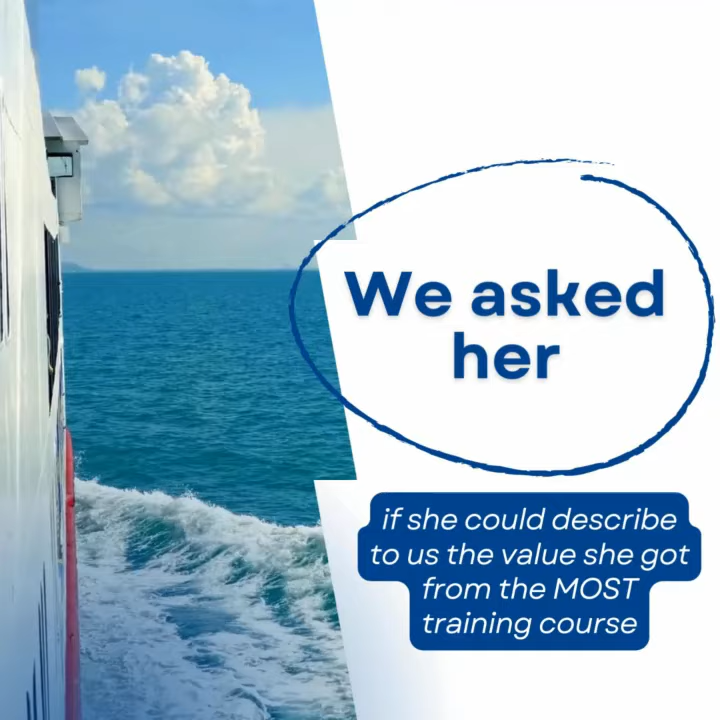 We asked
her
if she could describe
to us the value she got
from the MOST
training course